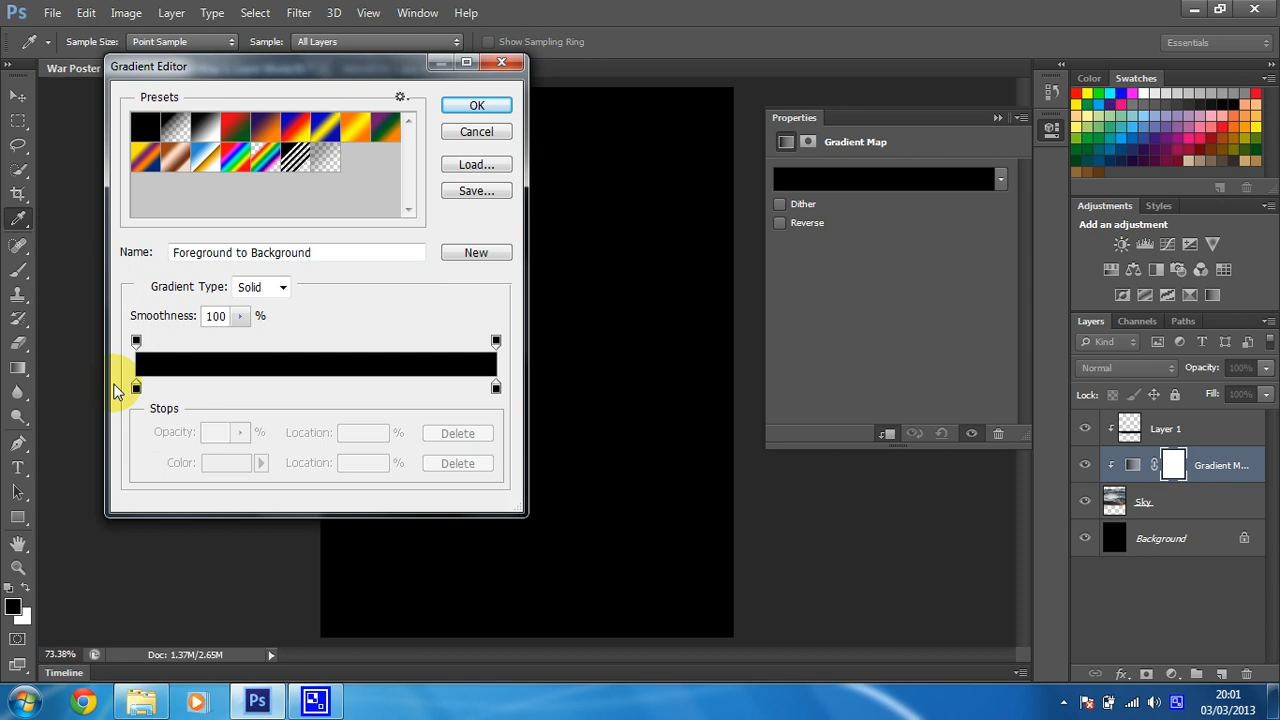 Ps File Edit Image Layer Type Select Filter 3D View Window Help
Sample Size: Point Sample Sample: All Layers Show Sampling Ring Essentials
War Poster
Gradient Editor
Presets
OK
Cancel
Load...
Save...
Name: Foreground to Background New
Gradient Type: Solid
Smoothness: 100 %
Stops
Opacity: % Location: % Delete
Color: Location: % Delete
Properties
Gradient Map
Dither
Reverse
Color Swatches
Adjustments Styles
Add an adjustment
Layers Channels Paths
Kind
Normal Opacity: 100%
Lock: Fill: 100%
Layer 1
Gradient M...
Sky
Background
73.38% Doc: 1.37M/2.65M
Timeline
Ps
20:01
03/03/2013